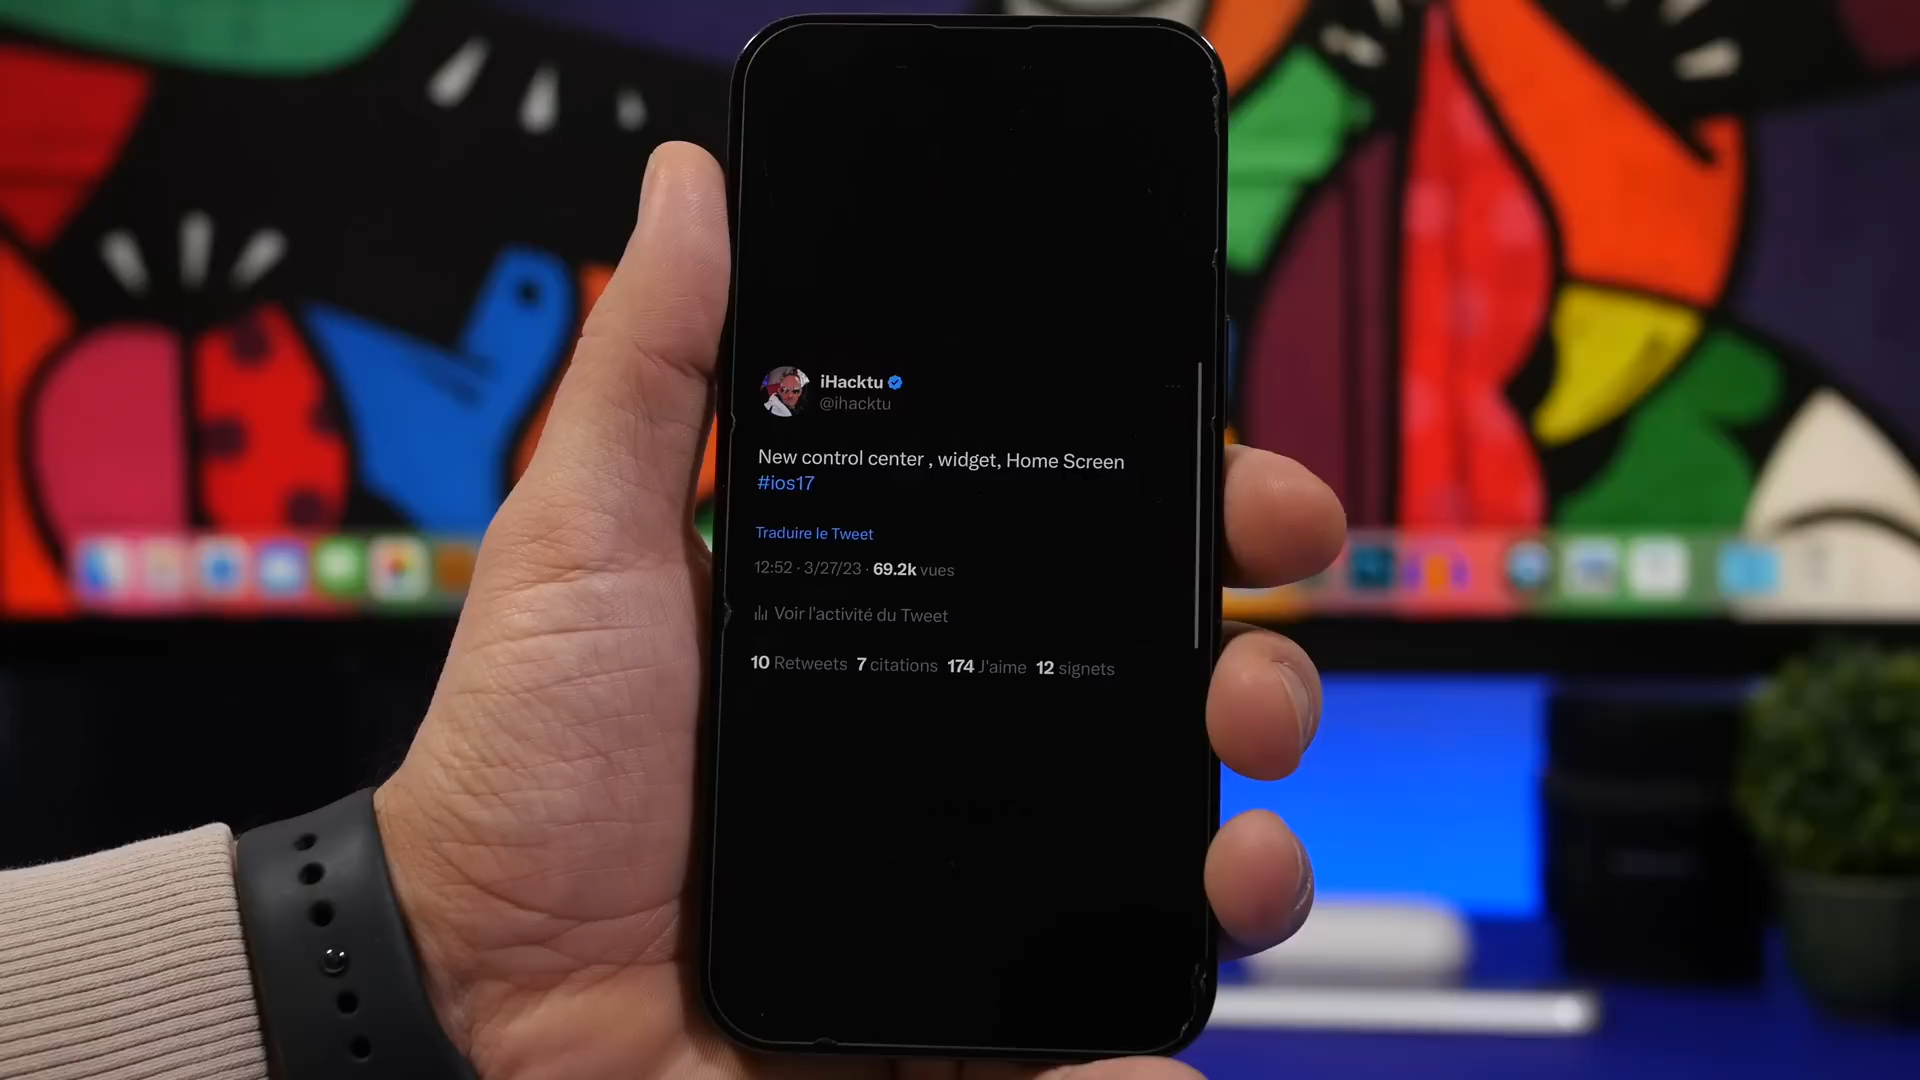 iHacktu
@ihacktu
New control center , widget, Home Screen
#ios17
Traduire le Tweet
12:52 · 3/27/23 · 69.2k vues
Voir l'activité du Tweet
10 Retweets 7 citations 174 J'aime 12 signets